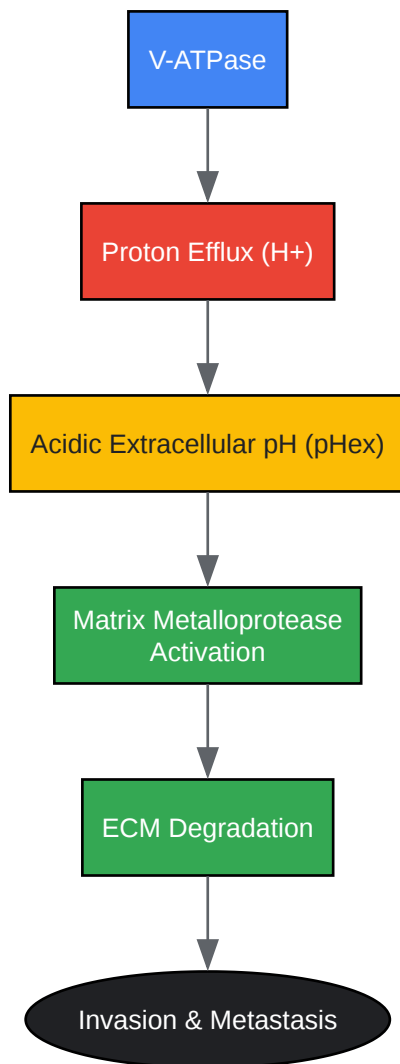 V-ATPase
Proton Efflux (H+)
Acidic Extracellular pH (pHex)
Matrix Metalloprotease
Activation
ECM Degradation
Invasion & Metastasis